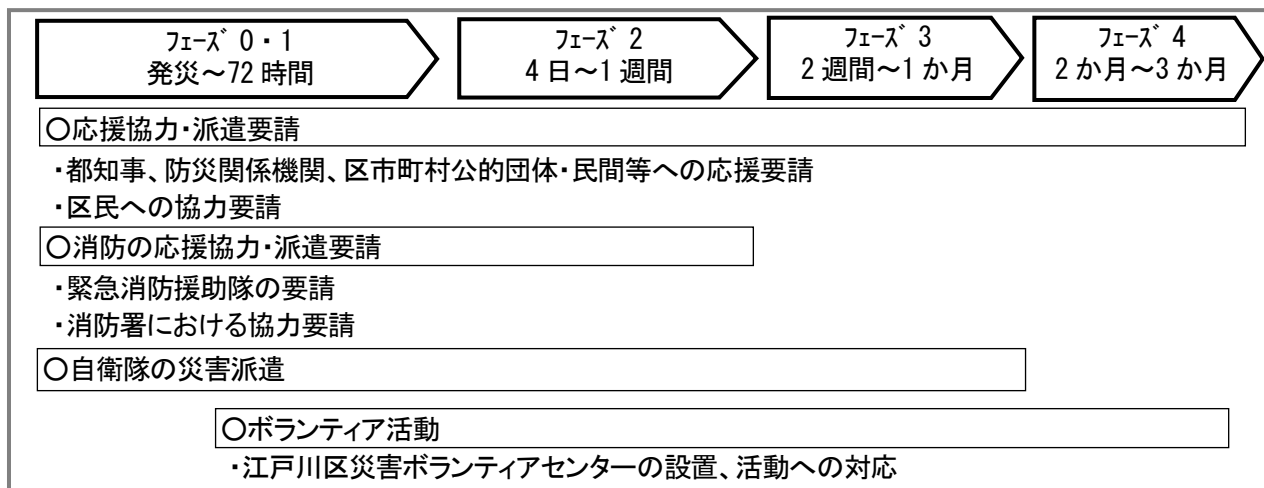 ﾌｪｰｽﾞ 0・1
発災～72 時間
ﾌｪｰｽﾞ 2
4 日～1 週間
ﾌｪｰｽﾞ 3
2 週間～1 か月
ﾌｪｰｽﾞ 4
2 か月～3 か月
○応援協力・派遣要請
・都知事、防災関係機関、区市町村公的団体・民間等への応援要請
・区民への協力要請
○消防の応援協力・派遣要請
・緊急消防援助隊の要請
・消防署における協力要請
○自衛隊の災害派遣
○ボランティア活動
・江戸川区災害ボランティアセンターの設置、活動への対応